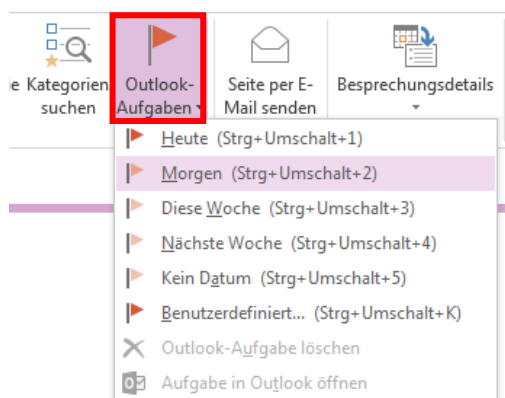 e Kategorien suchen
Outlook-Aufgaben
Seite per E-Mail senden
Besprechungsdetails
Heute (Strg+Umschalt+1)
Morgen (Strg+Umschalt+2)
Diese Woche (Strg+Umschalt+3)
Nächste Woche (Strg+Umschalt+4)
Kein Datum (Strg+Umschalt+5)
Benutzerdefiniert... (Strg+Umschalt+K)
Outlook-Aufgabe löschen
Aufgabe in Outlook öffnen